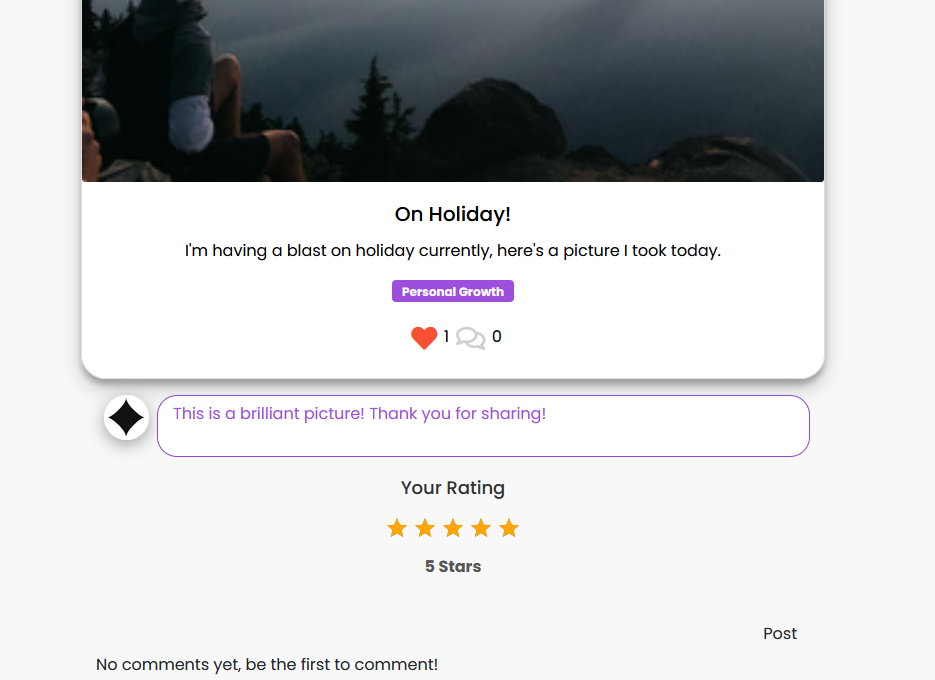 On Holiday!
I'm having a blast on holiday currently, here's a picture I took today.
Personal Growth
1 0
This is a brilliant picture! Thank you for sharing!
Your Rating
5 Stars
Post
No comments yet, be the first to comment!